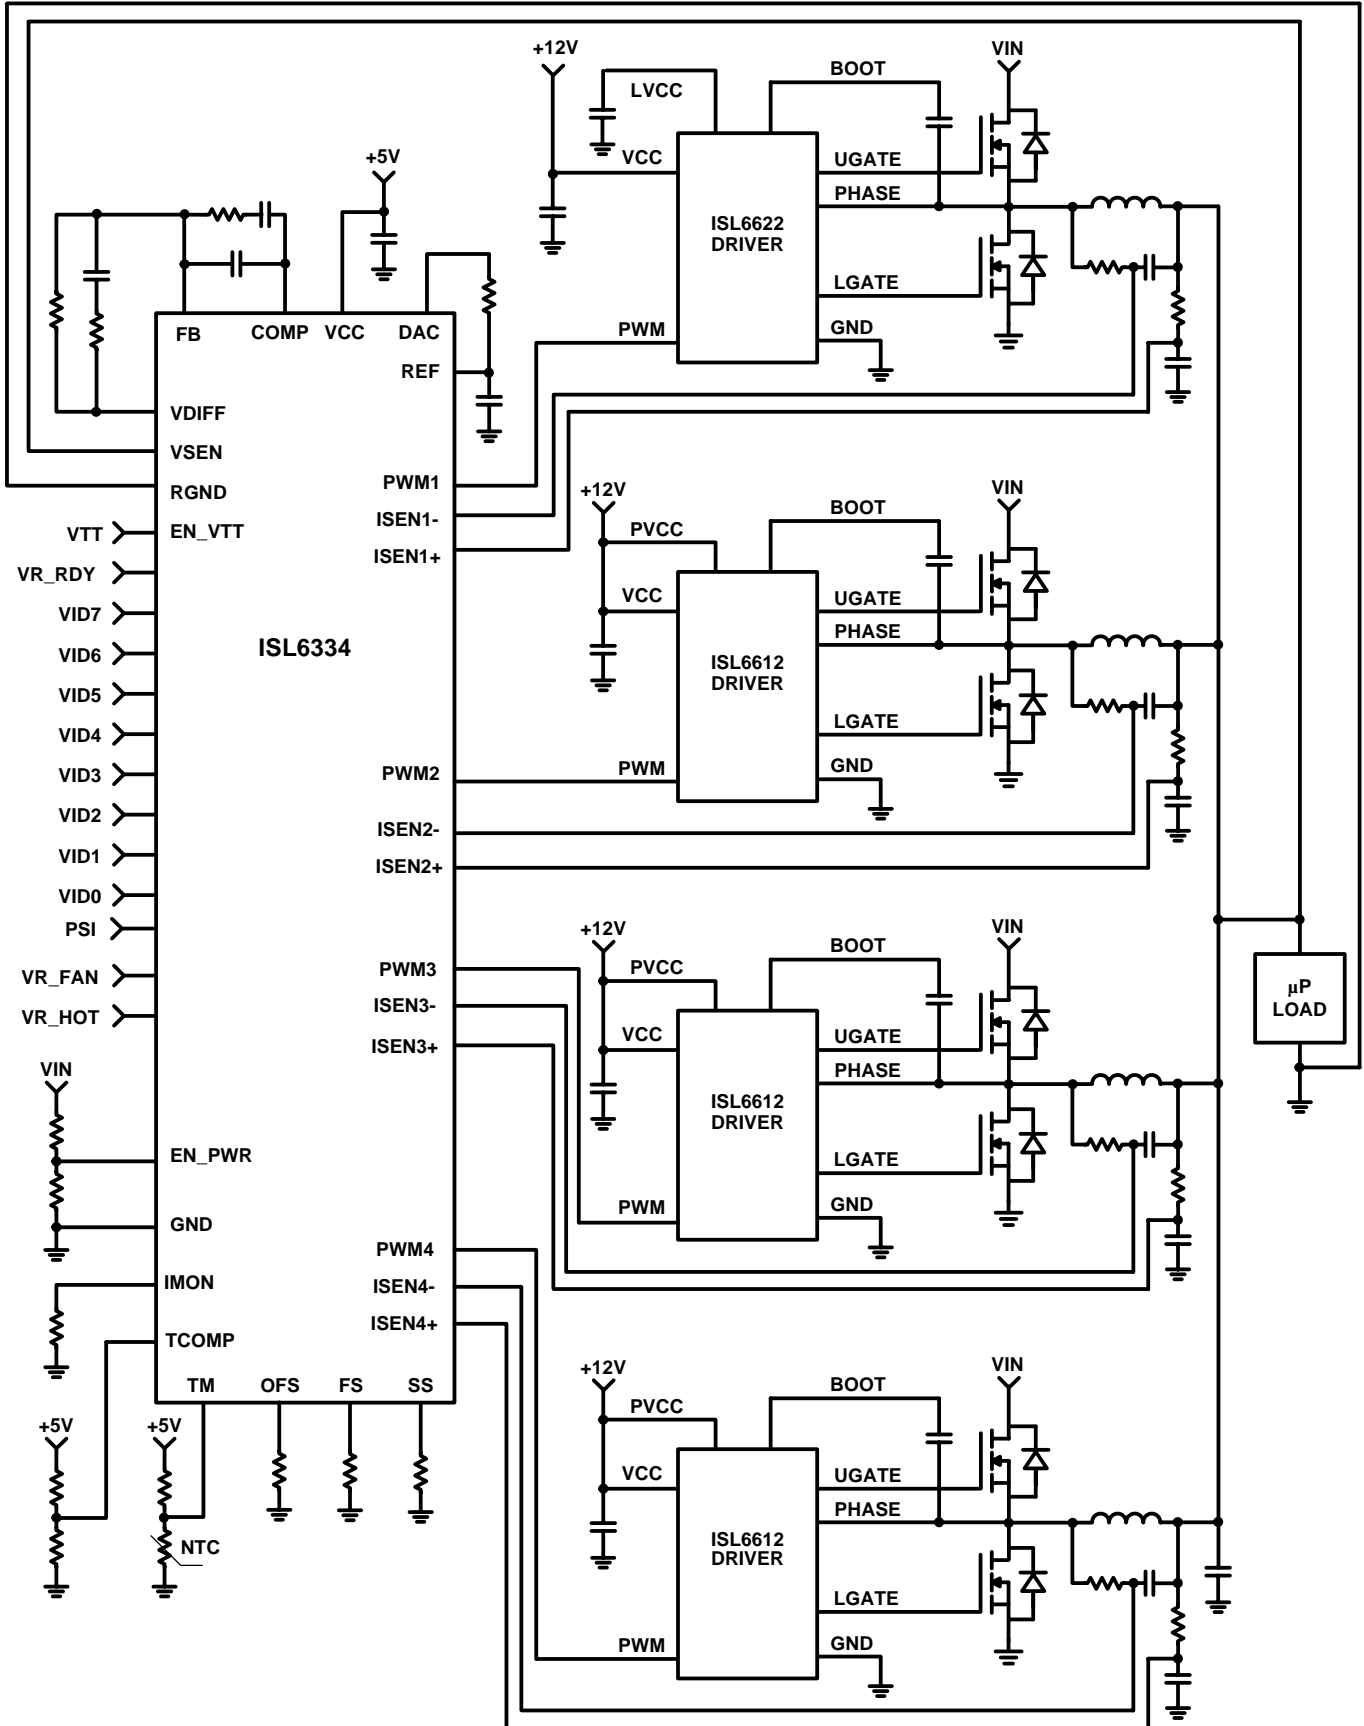 +12V
LVCC
BOOT
VIN
VCC
UGATE
PHASE
ISL6622
DRIVER
LGATE
PWM
GND
+5V
FB
COMP
VCC
DAC
REF
VDIFF
VSEN
RGND
EN_VTT
VTT
VR_RDY
VID7
VID6
VID5
VID4
VID3
VID2
VID1
VID0
PSI
VR_FAN
VR_HOT
ISL6334
PWM1
ISEN1-
ISEN1+
PWM2
ISEN2-
ISEN2+
PWM3
ISEN3-
ISEN3+
PWM4
ISEN4-
ISEN4+
VIN
EN_PWR
GND
IMON
TCOMP
TM
OFS
FS
SS
+5V
+5V
NTC
+12V
PVCC
BOOT
VIN
VCC
UGATE
PHASE
ISL6612
DRIVER
LGATE
PWM
GND
+12V
PVCC
BOOT
VIN
VCC
UGATE
PHASE
ISL6612
DRIVER
LGATE
PWM
GND
µP
LOAD
+12V
PVCC
BOOT
VIN
VCC
UGATE
PHASE
ISL6612
DRIVER
LGATE
PWM
GND